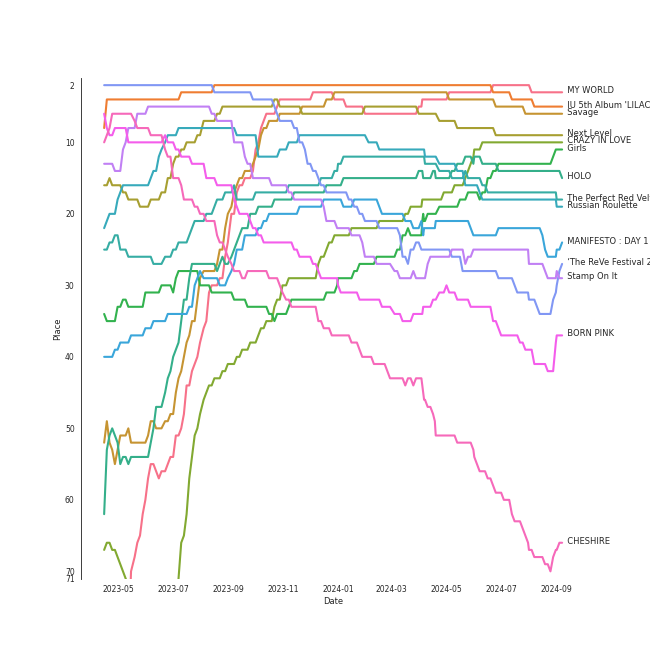 2
10
20
30
40
50
60
70
71
Place
2023-05
2023-07
2023-09
2023-11
2024-01
2024-03
2024-05
2024-07
2024-09
Date
MY WORLD
IU 5th Album 'LILAC
Savage
Next Level
CRAZY IN LOVE
Girls
HOLO
The Perfect Red Vel
Russian Roulette
MANIFESTO : DAY 1
'The ReVe Festival 2
Stamp On It
BORN PINK
CHESHIRE